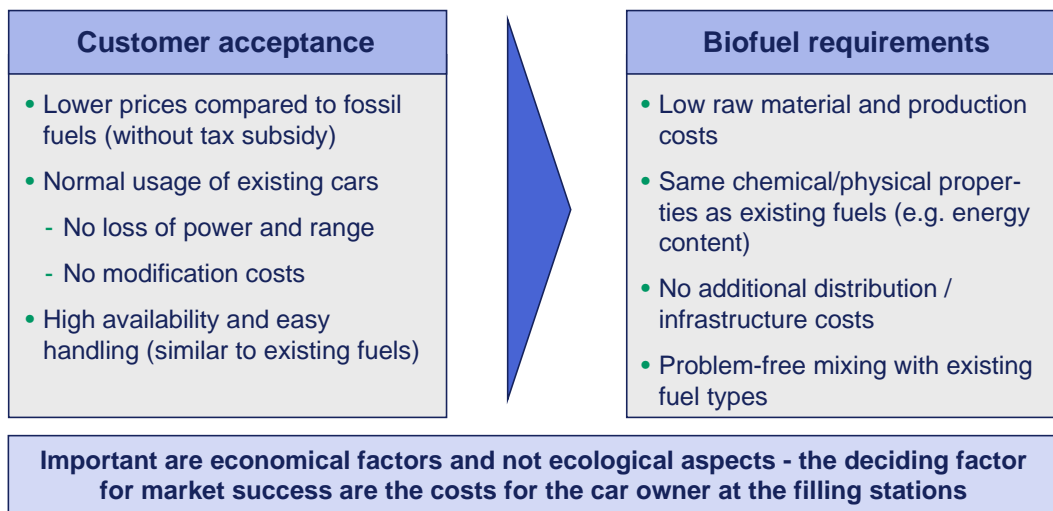 Customer acceptance
• Lower prices compared to fossil
fuels (without tax subsidy)
• Normal usage of existing cars
- No loss of power and range
- No modification costs
• High availability and easy
handling (similar to existing fuels)
Biofuel requirements
• Low raw material and production
costs
• Same chemical/physical proper-
ties as existing fuels (e.g. energy
content)
• No additional distribution /
infrastructure costs
• Problem-free mixing with existing
fuel types
Important are economical factors and not ecological aspects - the deciding factor
for market success are the costs for the car owner at the filling stations